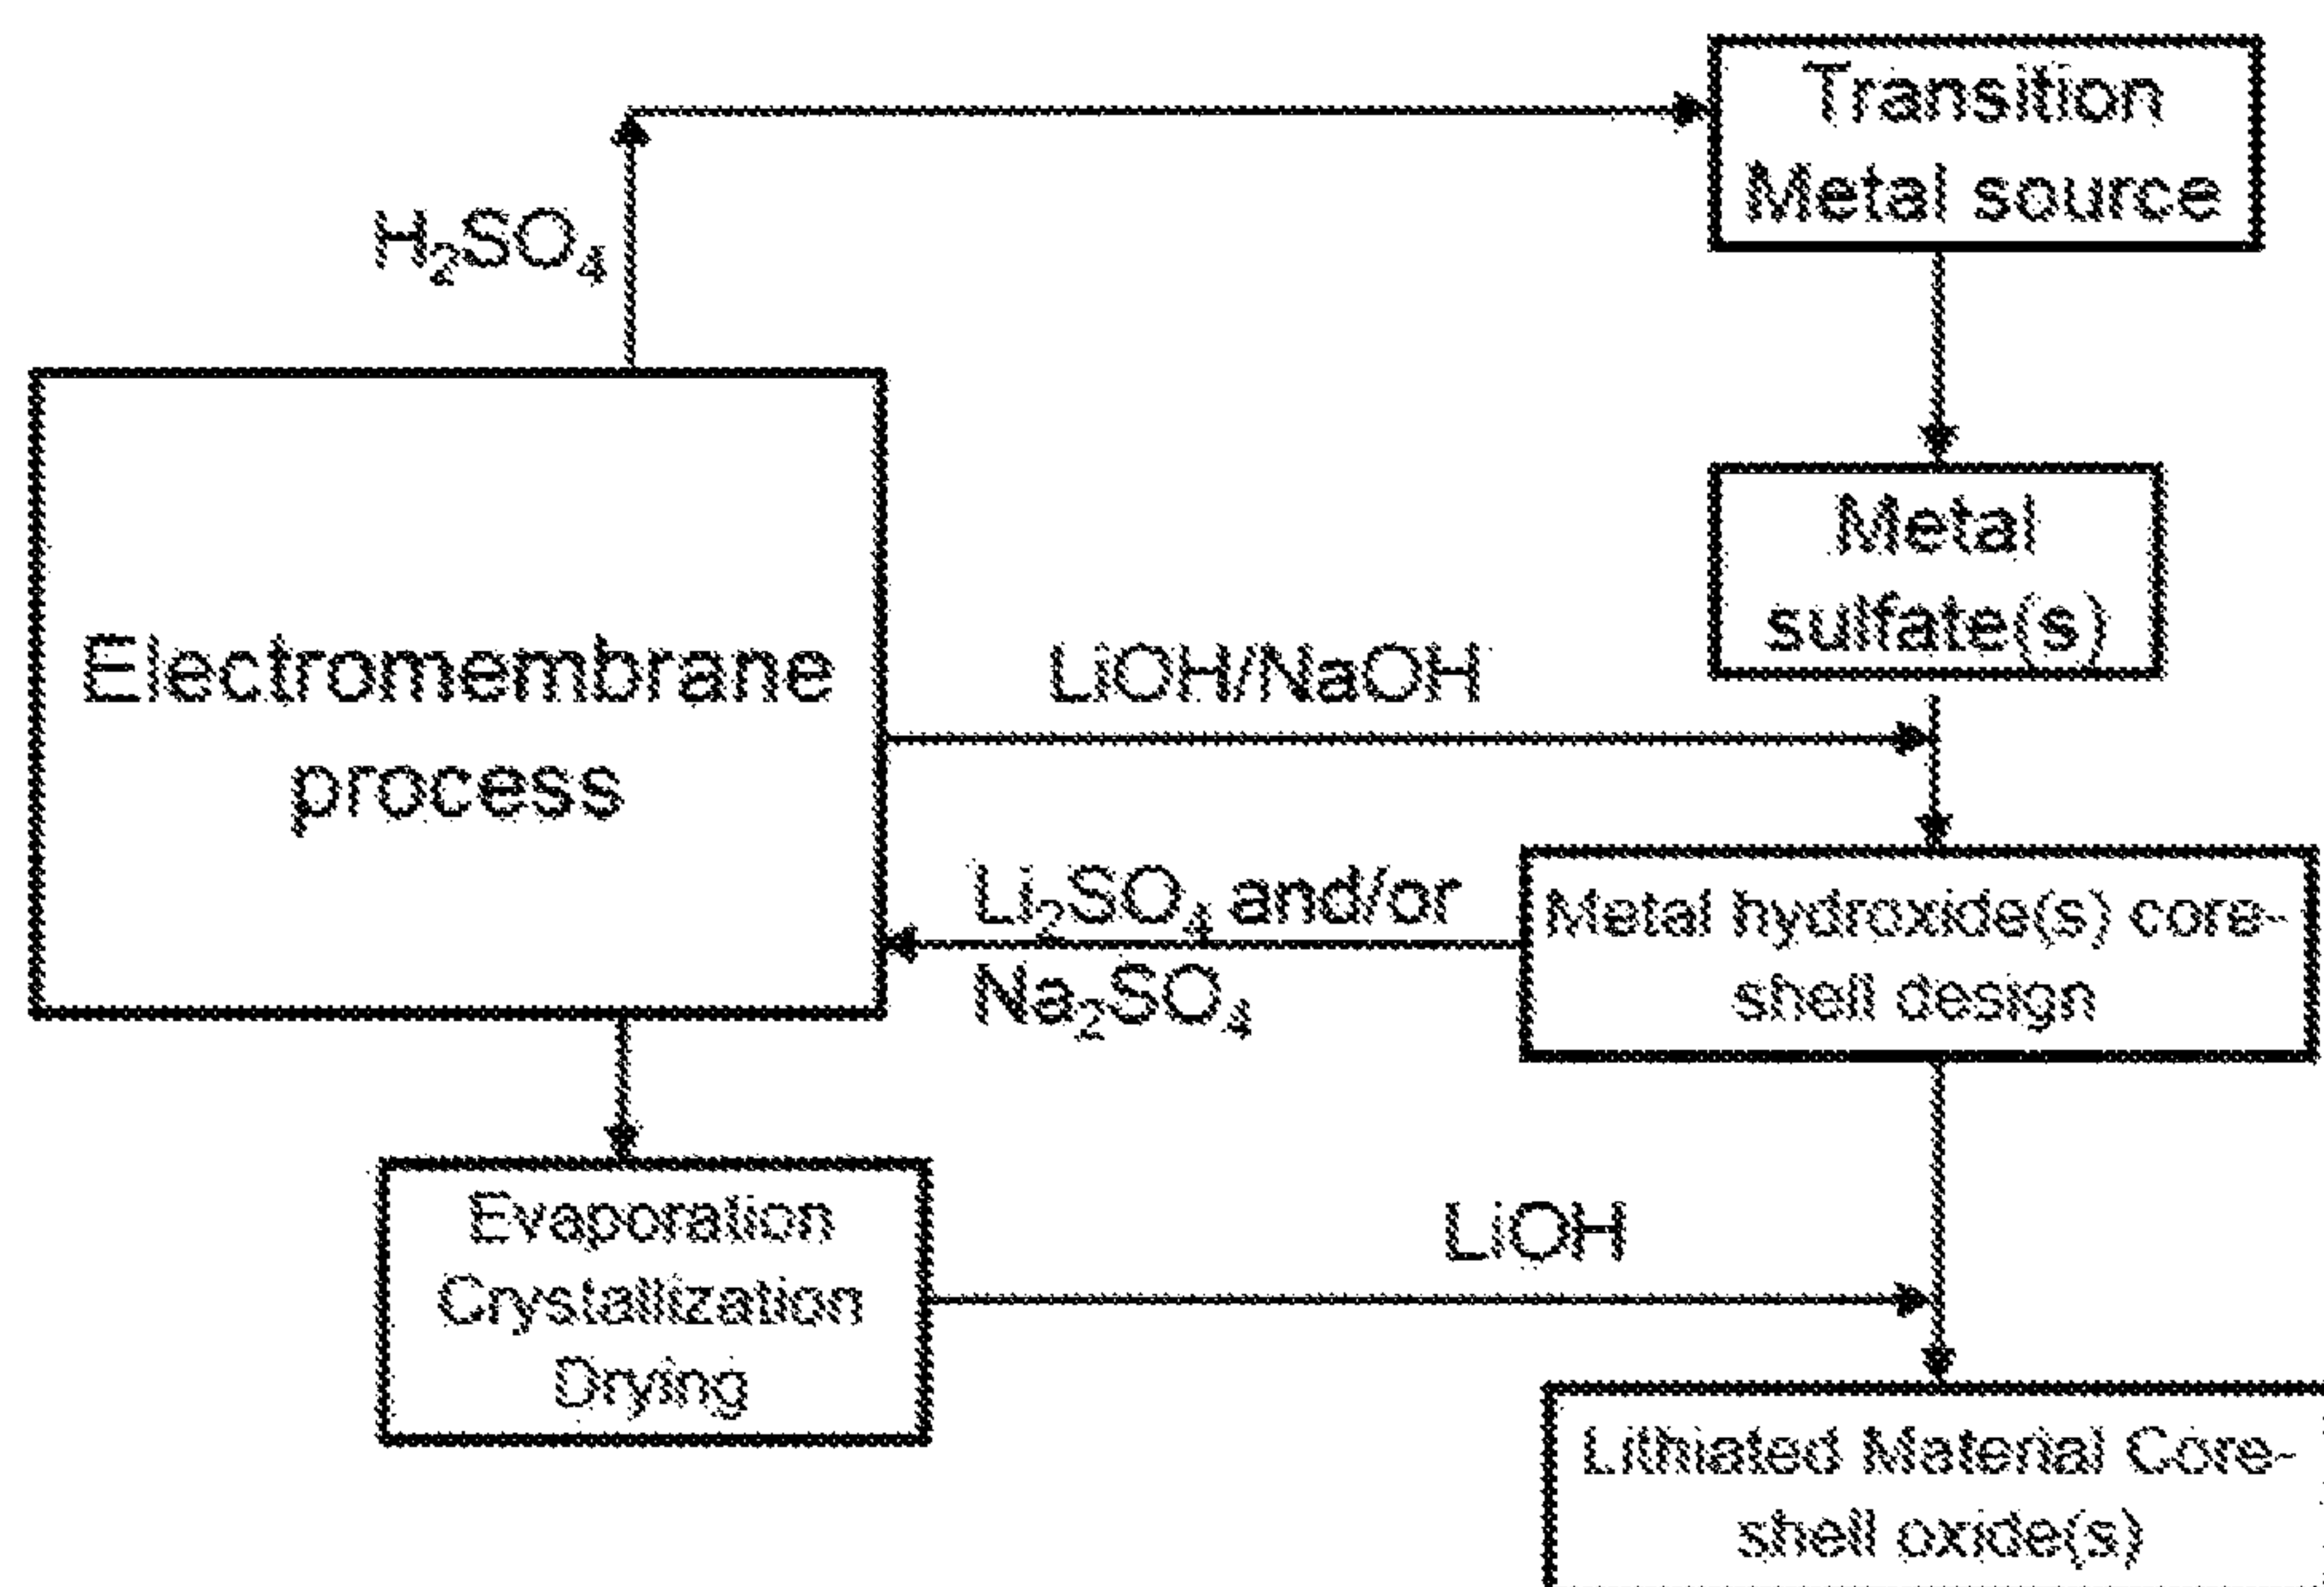 Transition
Metal source
H₂SO₄
Metal
sulfate(s)
Electromembrane
process
LiOH/NaOH
Li₂SO₄ and/or
Na₂SO₄
Metal hydroxide(s) core-
shell design
Evaporation
Crystallization
Drying
LiOH
Lithiated Material Core-
shell oxide(s)